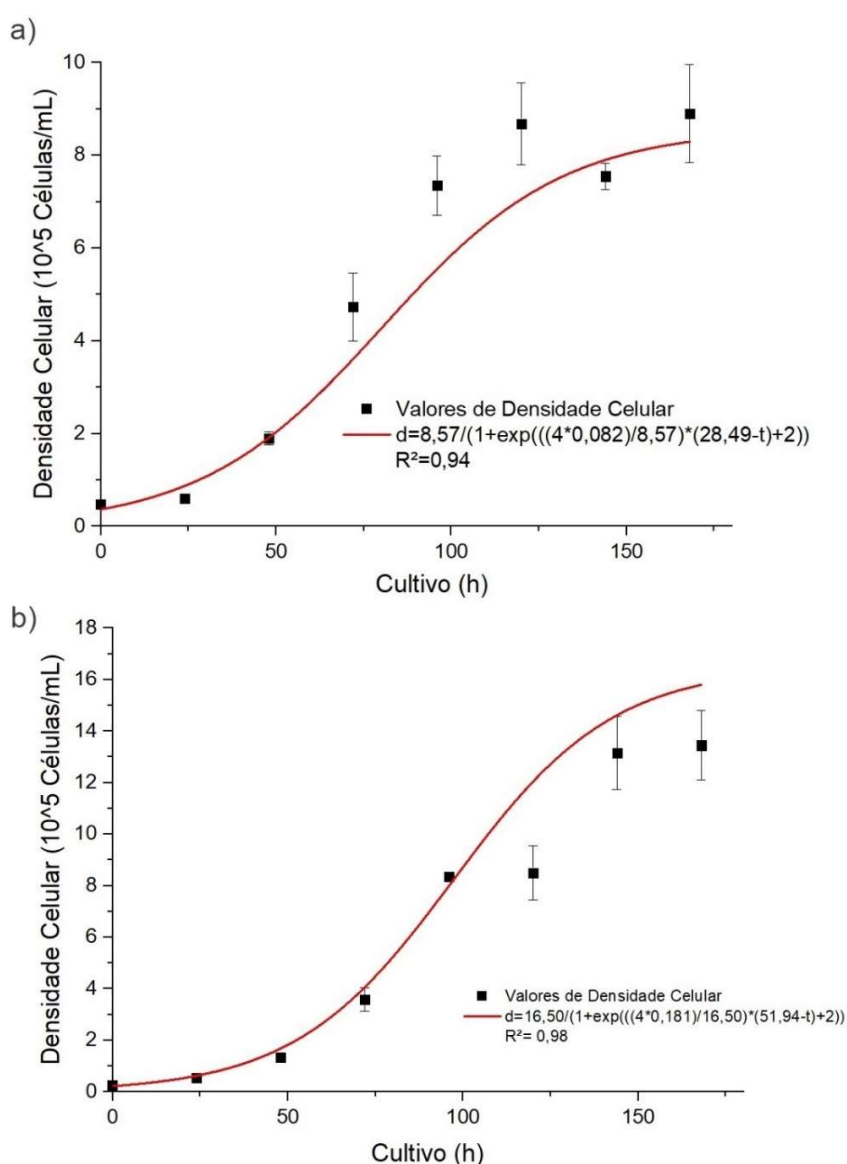 a)
10
8
6
4
2
0
Densidade Celular (10^5 Células/mL)
Valores de Densidade Celular
d=8,57/(1+exp(((4*0,082)/8,57)*(28,49-t)+2))
R²=0,94
0
50
100
150
Cultivo (h)
b)
18
16
14
12
10
8
6
4
2
0
Densidade Celular (10^5 Células/mL)
Valores de Densidade Celular
d=16,50/(1+exp(((4*0,181)/16,50)*(51,94-t)+2))
R²= 0,98
0
50
100
150
Cultivo (h)